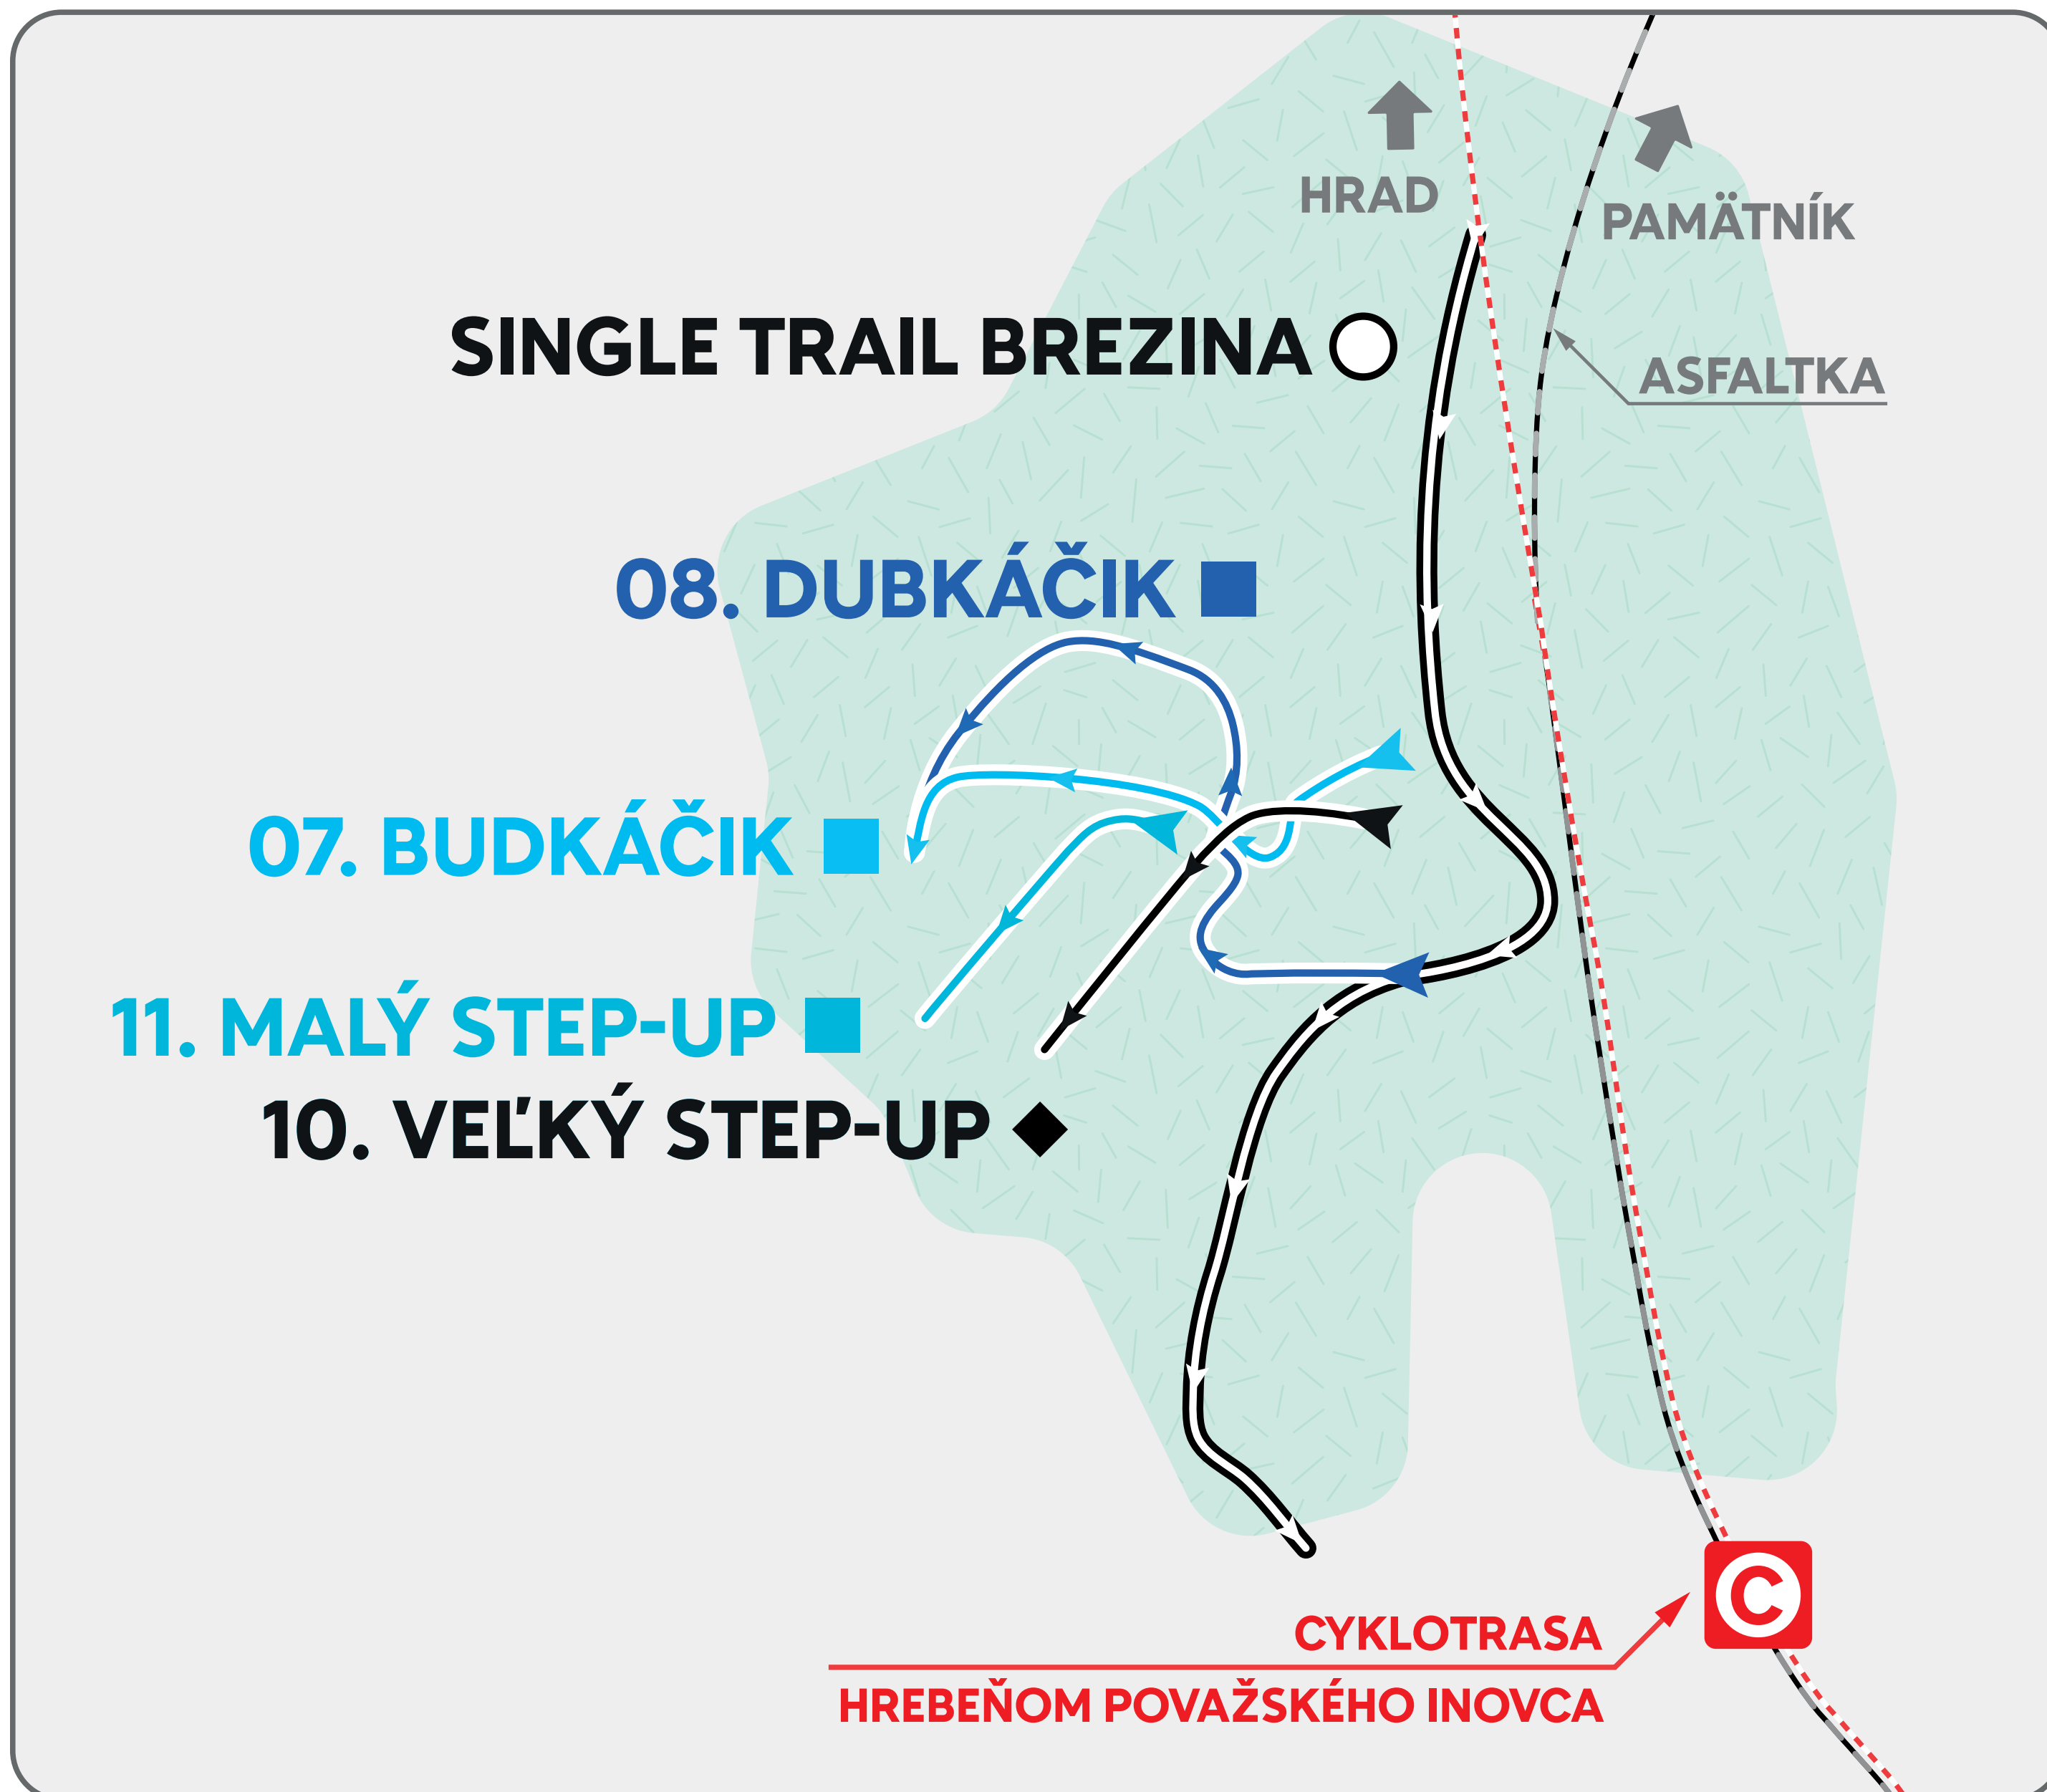 HRAD
PAMÄTNÍK
SINGLE TRAIL BREZINA
ASFALTKA
08. DUBKÁČIK
07. BUDKÁČIK
11. MALÝ STEP-UP
10. VEĽKÝ STEP-UP
C
CYKLOTRASA
HREBEŇOM POVAŽSKÉHO INOVCA